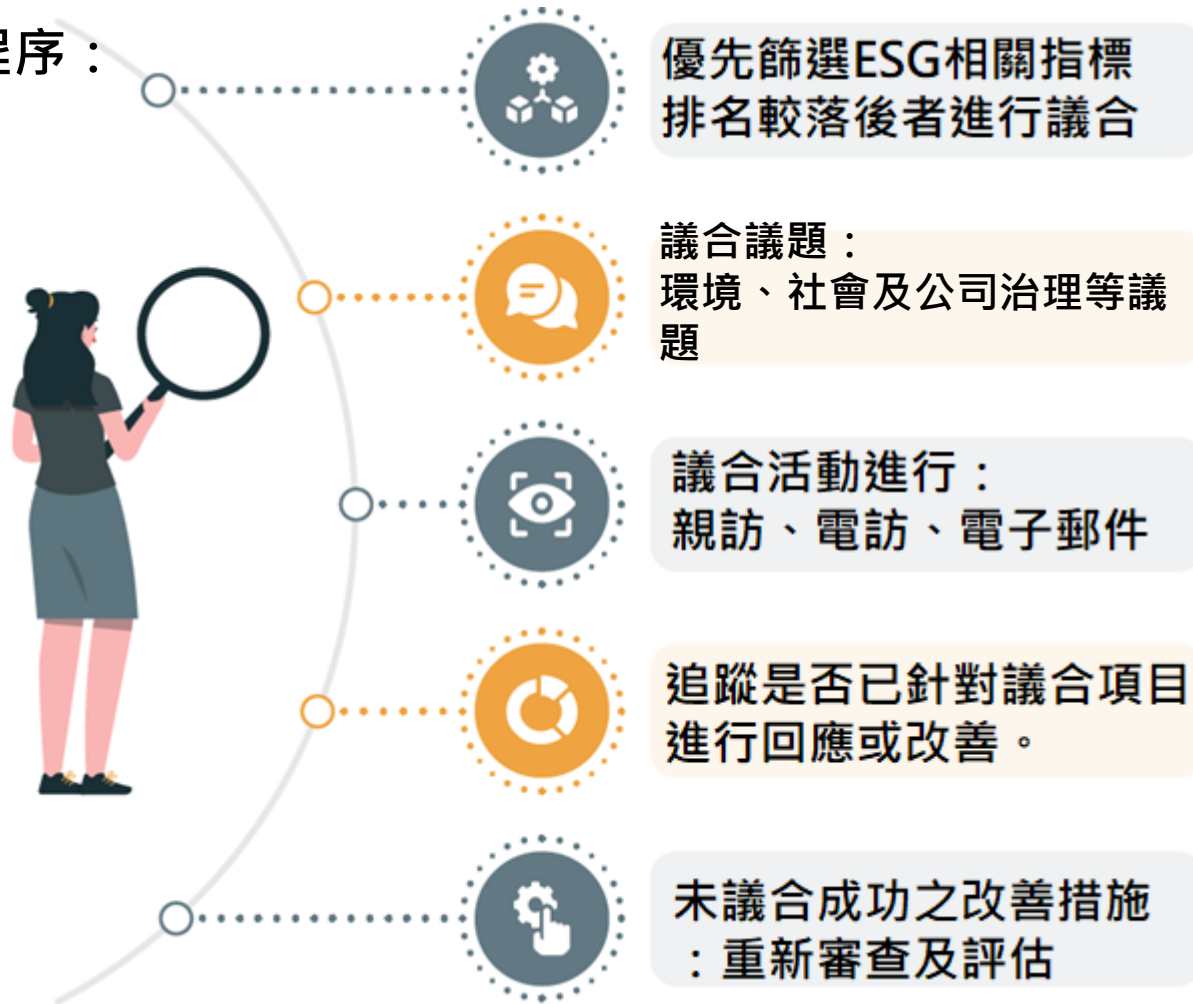 程序：
優先篩選ESG相關指標
排名較落後者進行議合
議合議題：
環境、社會及公司治理等議
題
議合活動進行：
親訪、電訪、電子郵件
追蹤是否已針對議合項目
進行回應或改善。
未議合成功之改善措施
：重新審查及評估